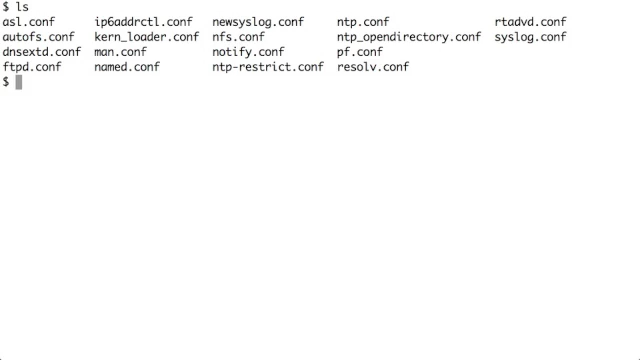 $ ls
asl.conf ip6addrctl.conf newsyslog.conf ntp.conf rtadvd.conf
autofs.conf kern_loader.conf nfs.conf ntp_opendirectory.conf syslog.conf
dnsextd.conf man.conf notify.conf pf.conf
ftpd.conf named.conf ntp-restrict.conf resolv.conf
$